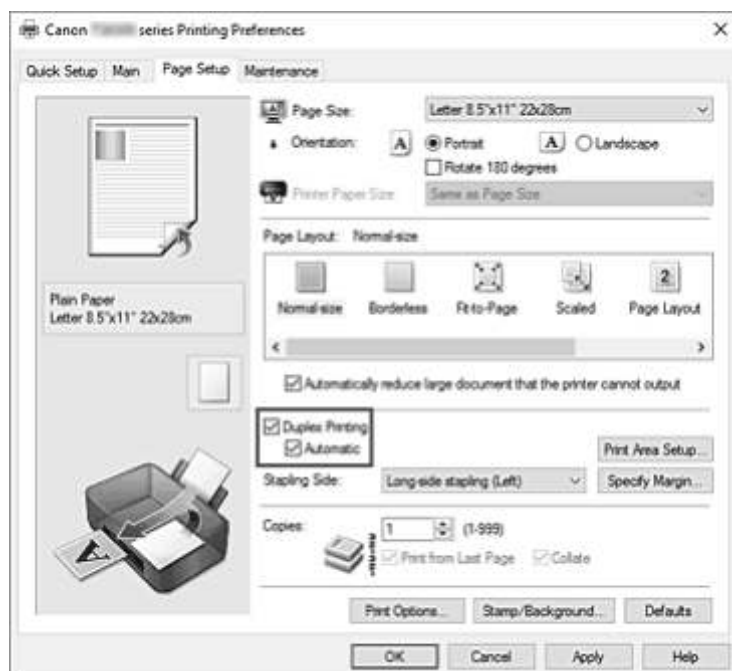 Canon series Printing Preferences
Quick Setup Main Page Setup Maintenance
Page Size: Letter 8.5"x11" 22x28cm
Orientation: A Portrait A Landscape
Rotate 180 degrees
Printer Paper Size Same as Page Size
Page Layout: Normal-size
2
Normal-size Borderless Fit-to-Page Scaled Page Layout
Automatically reduce large document that the printer cannot output
Plain Paper
Letter 8.5"x11" 22x28cm
Duplex Printing
Automatic
Print Area Setup...
Stapling Side: Long-side stapling (Left) Specify Margin...
Copies: 1 (1-999)
Print from Last Page Collate
A
Print Options... Stamp/Background... Defaults
OK Cancel Apply Help